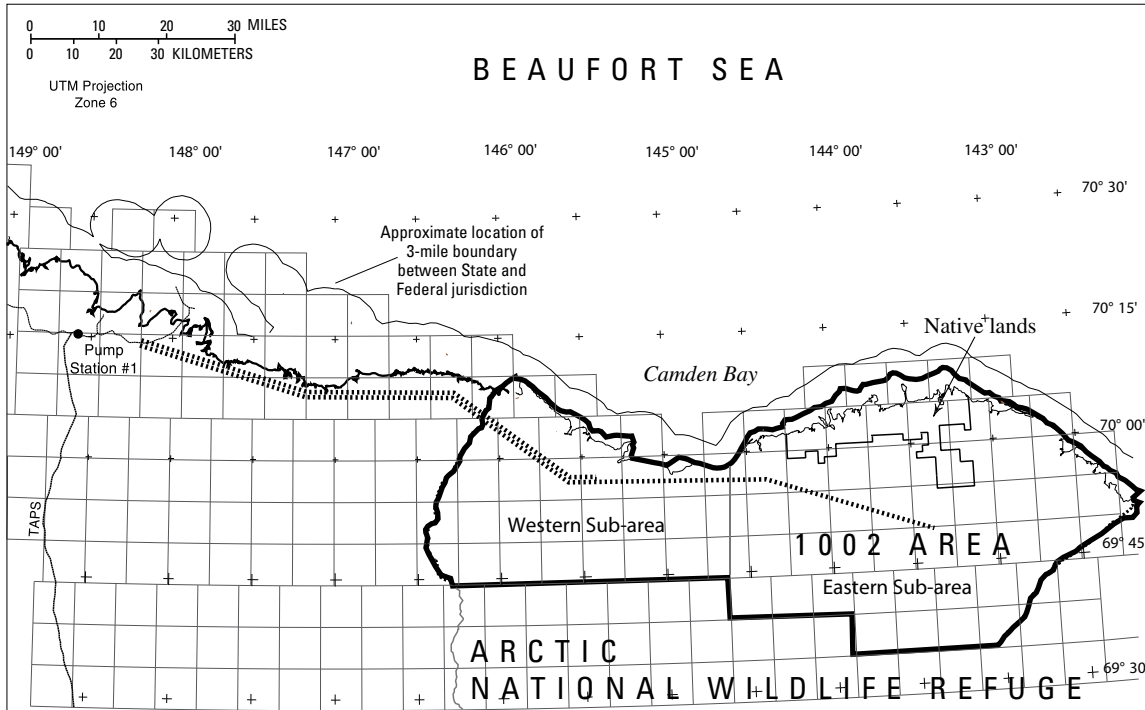 0 10 20 30 MILES
0 10 20 30 KILOMETERS
UTM Projection
Zone 6
BEAUFORT SEA
149° 00' 148° 00' 147° 00' 146° 00' 145° 00' 144° 00' 143° 00'
70° 30'
Approximate location of
3-mile boundary
between State and
Federal jurisdiction
70° 15'
Native lands
Pump
Station #1
Camden Bay
70° 00'
TAPS
Western Sub-area
1002 AREA
69° 45'
Eastern Sub-area
ARCTIC
NATIONAL WILDLIFE REFUGE
69° 30'